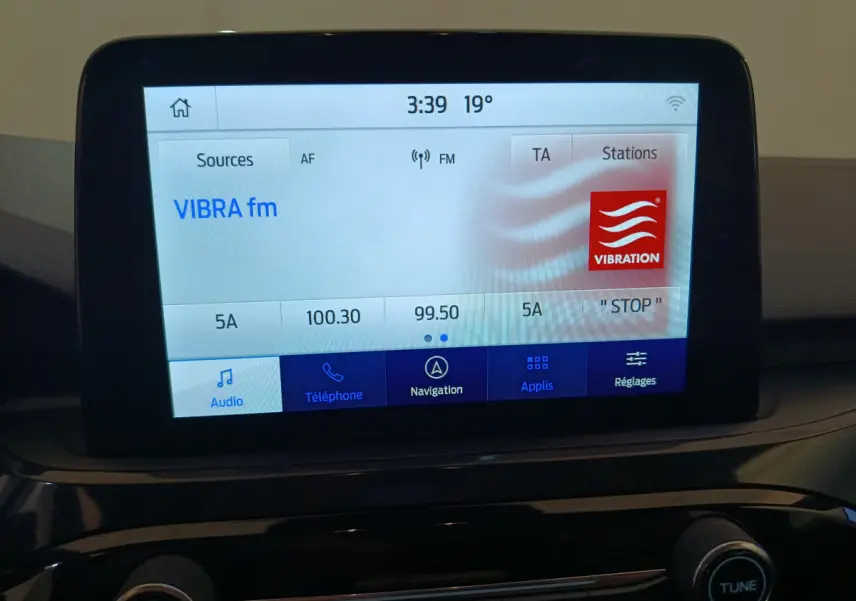 3:39 19°
Sources AF FM TA Stations
VIBRA fm
VIBRATION
5A 100.30 99.50 5A "STOP"
Audio Téléphone Navigation Applis Réglages
TUNE